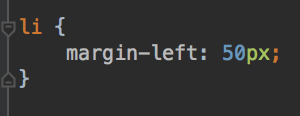 li {
    margin-left: 50px;
}